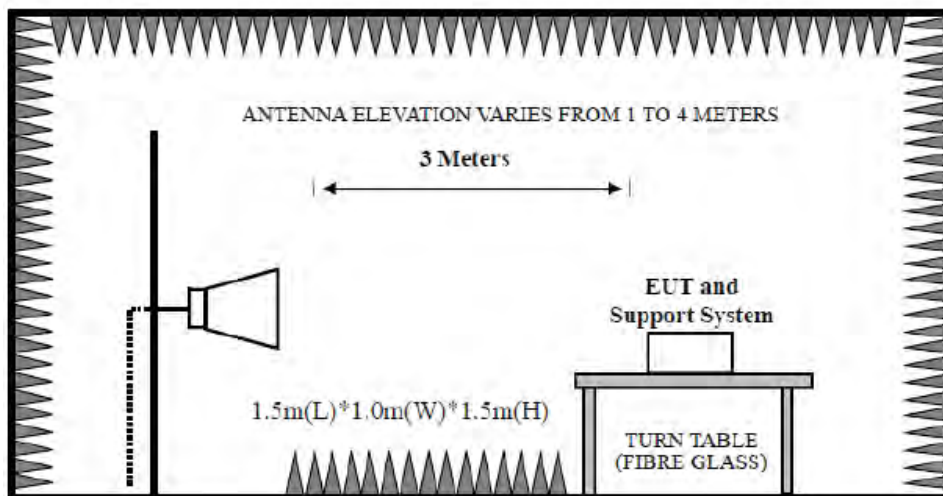 ANTENNA ELEVATION VARIES FROM 1 TO 4 METERS
3 Meters
EUT and
Support System
1.5m(L)*1.0m(W)*1.5m(H)
TURN TABLE
(FIBRE GLASS)